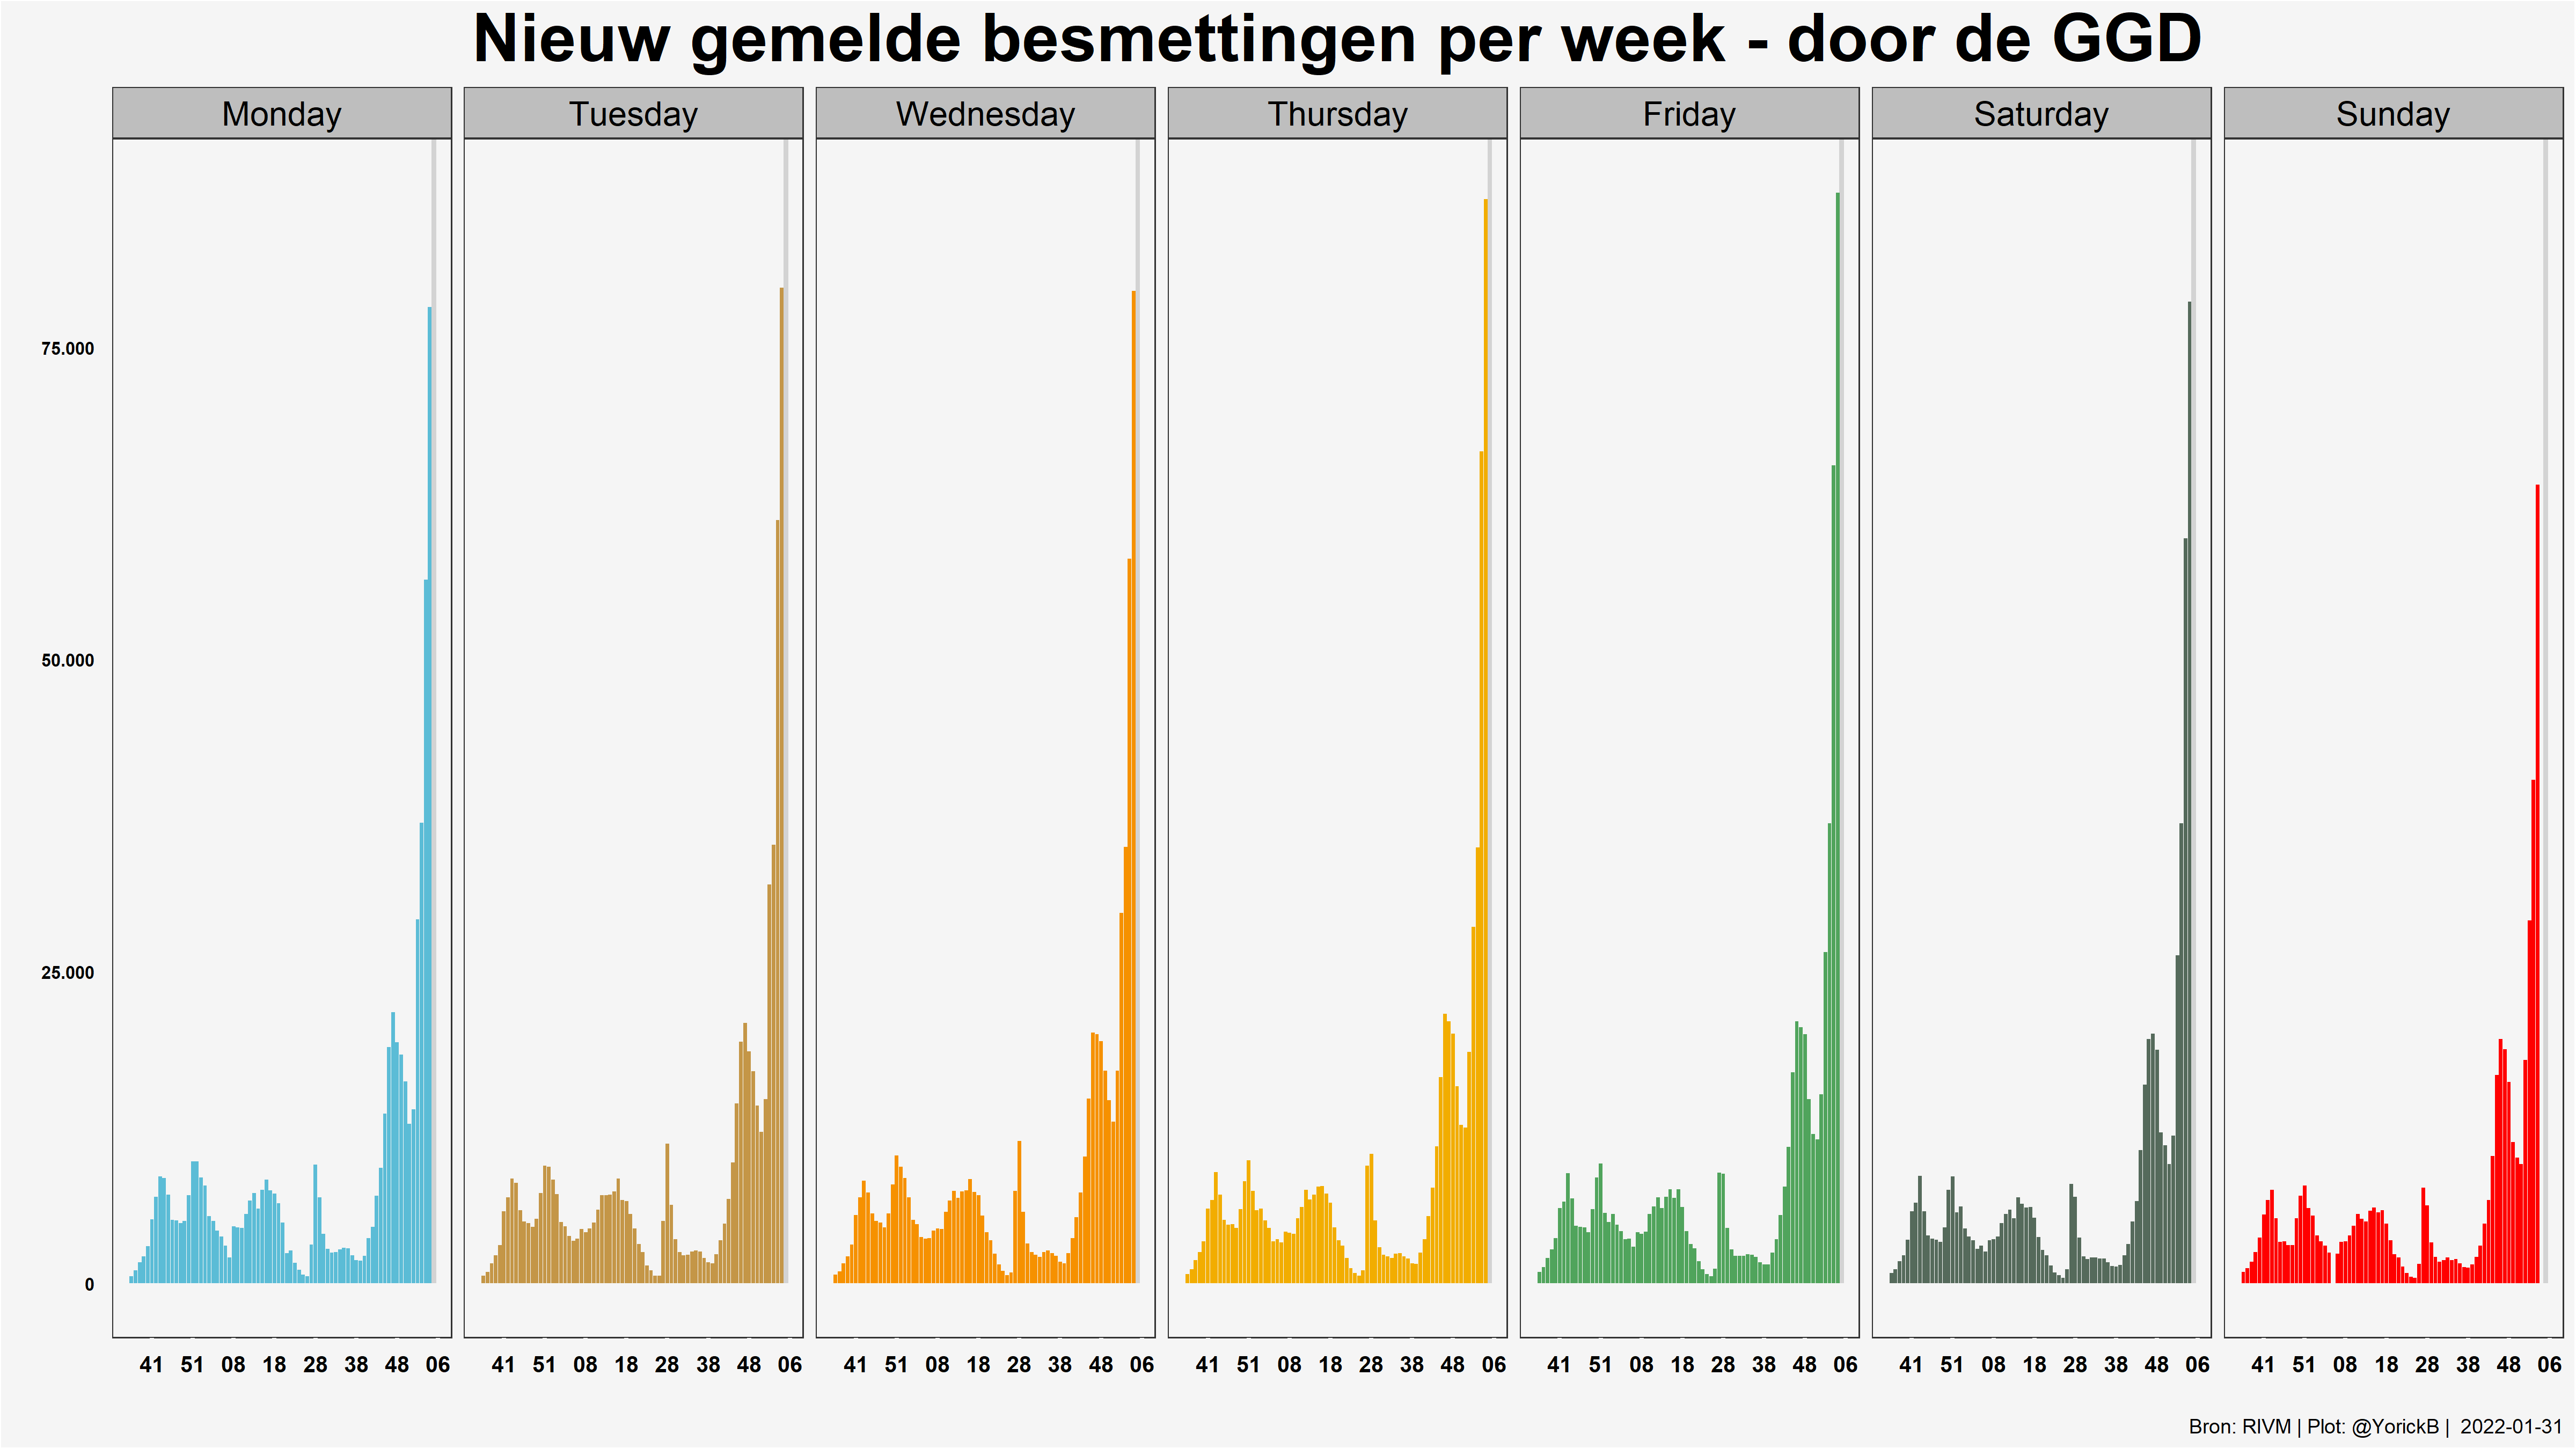 Nieuw gemelde besmettingen per week - door de GGD
Monday Tuesday Wednesday Thursday Friday Saturday Sunday
75.000
50.000
25.000
0
41 51 08 18 28 38 48 06 41 51 08 18 28 38 48 06 41 51 08 18 28 38 48 06 41 51 08 18 28 38 48 06 41 51 08 18 28 38 48 06 41 51 08 18 28 38 48 06 41 51 08 18 28 38 48 06
Bron: RIVM | Plot: @YorickB | 2022-01-31